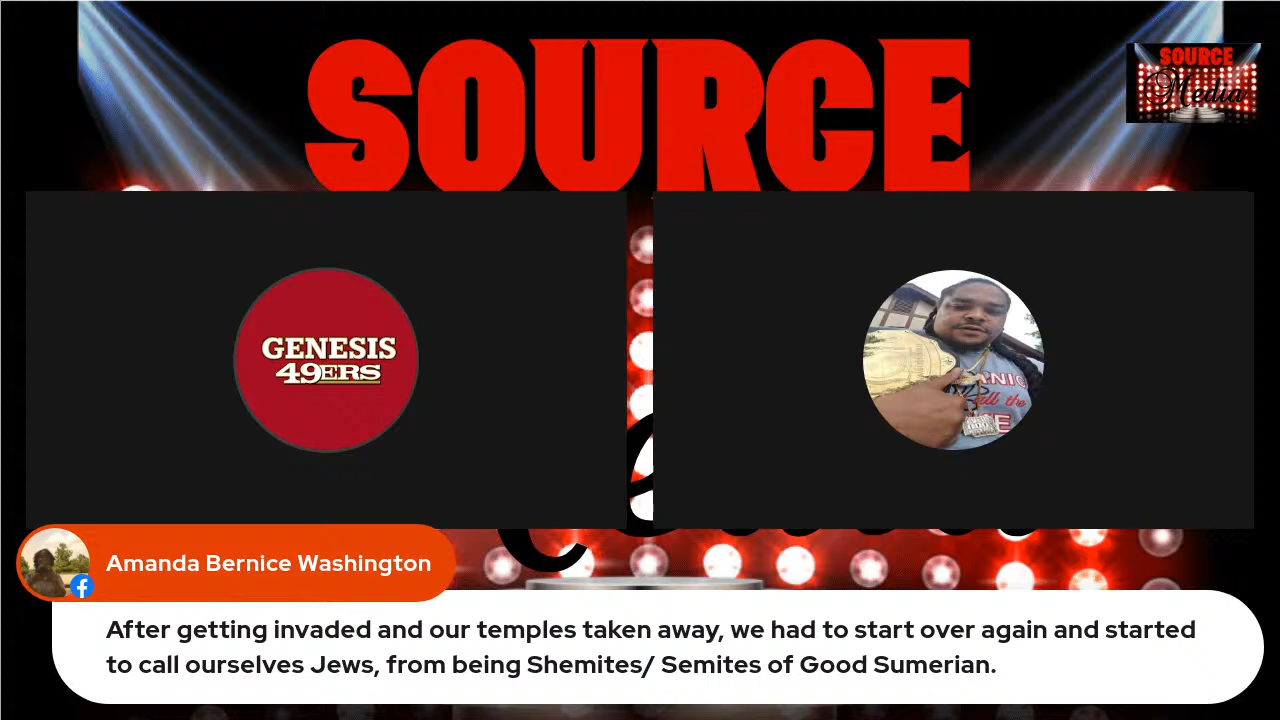 SOURCE
SOURCE
Media
GENESIS
49ERS
Amanda Bernice Washington
After getting invaded and our temples taken away, we had to start over again and started
to call ourselves Jews, from being Shemites/ Semites of Good Sumerian.